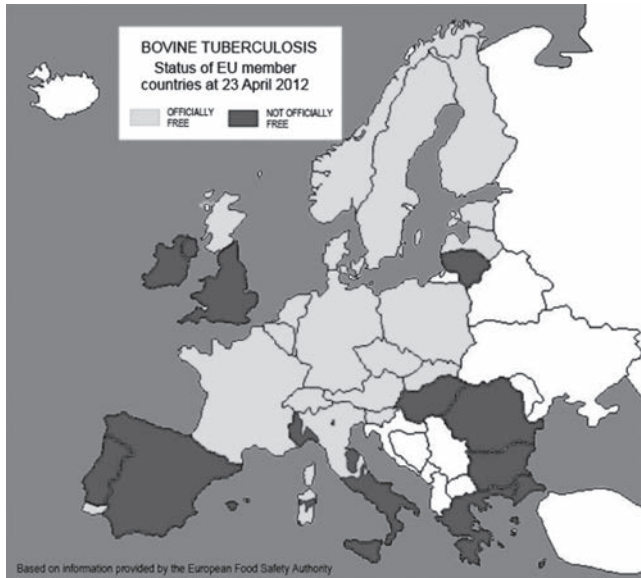 BOVINE TUBERCULOSIS
Status of EU member
countries at 23 April 2012
OFFICIALLY
FREE
NOT OFFICIALLY
FREE
Based on information provided by the European Food Safety Authority